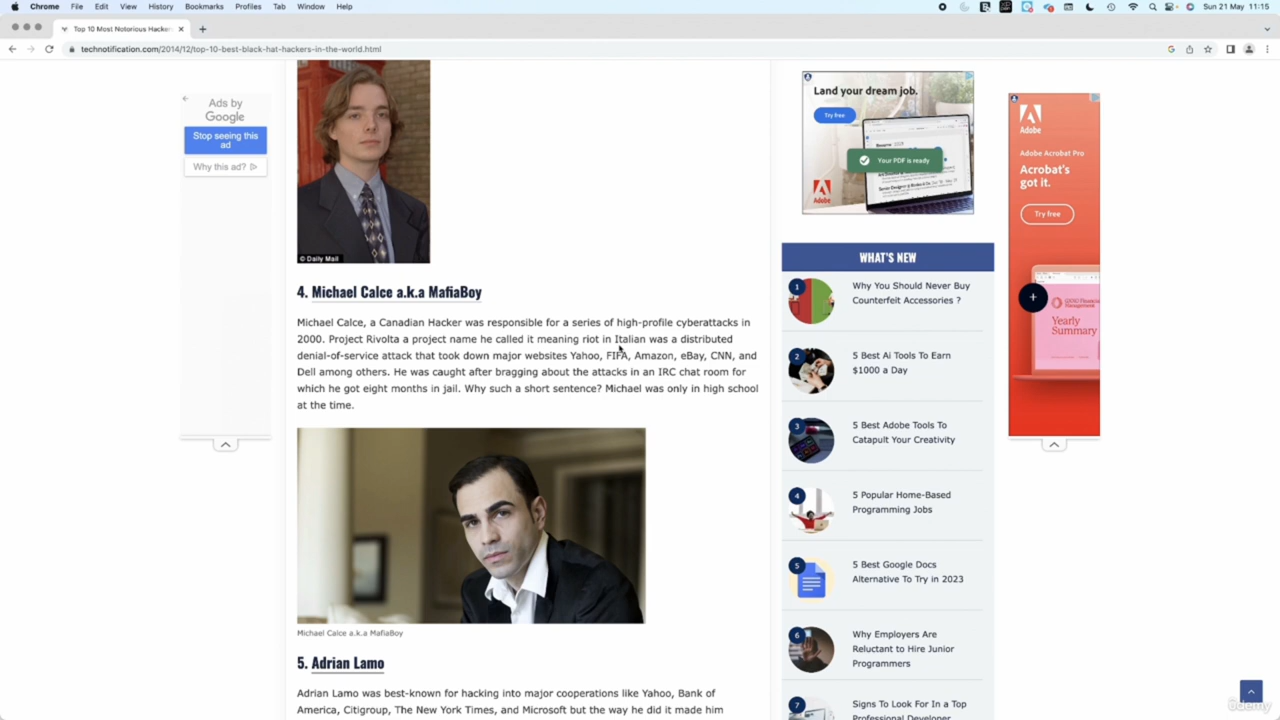 Chrome File Edit View History Bookmarks Profiles Tab Window Help
Sun 21 May 11:15
Top 10 Most Notorious Hacker
technotification.com/2014/12/top-10-best-black-hat-hackers-in-the-world.html
Ads by
Google
Stop seeing this
ad
Why this ad?
© Daily Mail
4. Michael Calce a.k.a MafiaBoy
Michael Calce, a Canadian Hacker was responsible for a series of high-profile cyberattacks in
2000. Project Rivolta a project name he called it meaning riot in Italian was a distributed
denial-of-service attack that took down major websites Yahoo, FIFA, Amazon, eBay, CNN, and
Dell among others. He was caught after bragging about the attacks in an IRC chat room for
which he got eight months in jail. Why such a short sentence? Michael was only in high school
at the time.
Michael Calce a.k.a MafiaBoy
5. Adrian Lamo
Adrian Lamo was best-known for hacking into major cooperations like Yahoo, Bank of
America, Citigroup, The New York Times, and Microsoft but the way he did it made him
Land your dream job.
Try free
Your PDF is ready
Adobe
WHAT'S NEW
1
Why You Should Never Buy
Counterfeit Accessories ?
2
5 Best Ai Tools To Earn
$1000 a Day
3
5 Best Adobe Tools To
Catapult Your Creativity
4
5 Popular Home-Based
Programming Jobs
5
5 Best Google Docs
Alternative To Try in 2023
6
Why Employers Are
Reluctant to Hire Junior
Programmers
7
Signs To Look For In a Top
Professional Developer
Adobe
Adobe Acrobat Pro
Acrobat's
got it.
Try free
Yearly
Summary
ûdemy